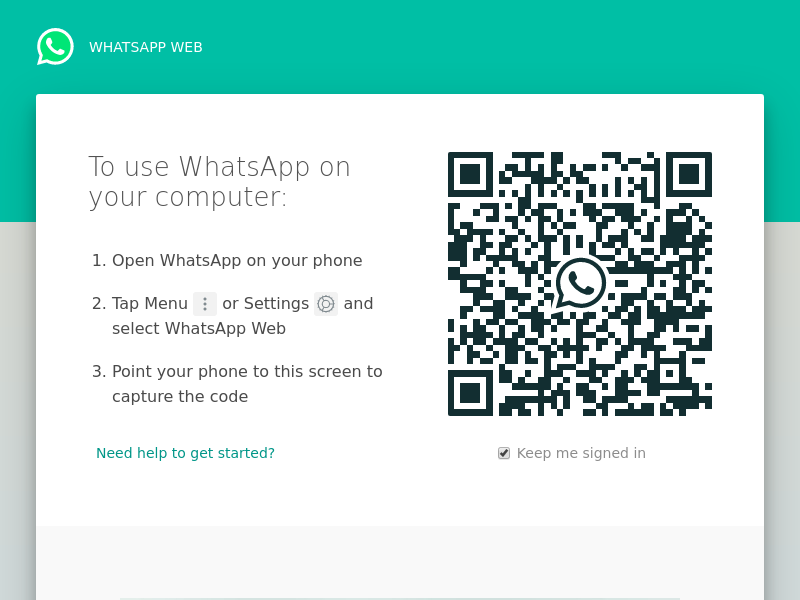 WHATSAPP WEB
To use WhatsApp on
your computer:
1. Open WhatsApp on your phone
2. Tap Menu or Settings and
select WhatsApp Web
3. Point your phone to this screen to
capture the code
Need help to get started?
Keep me signed in